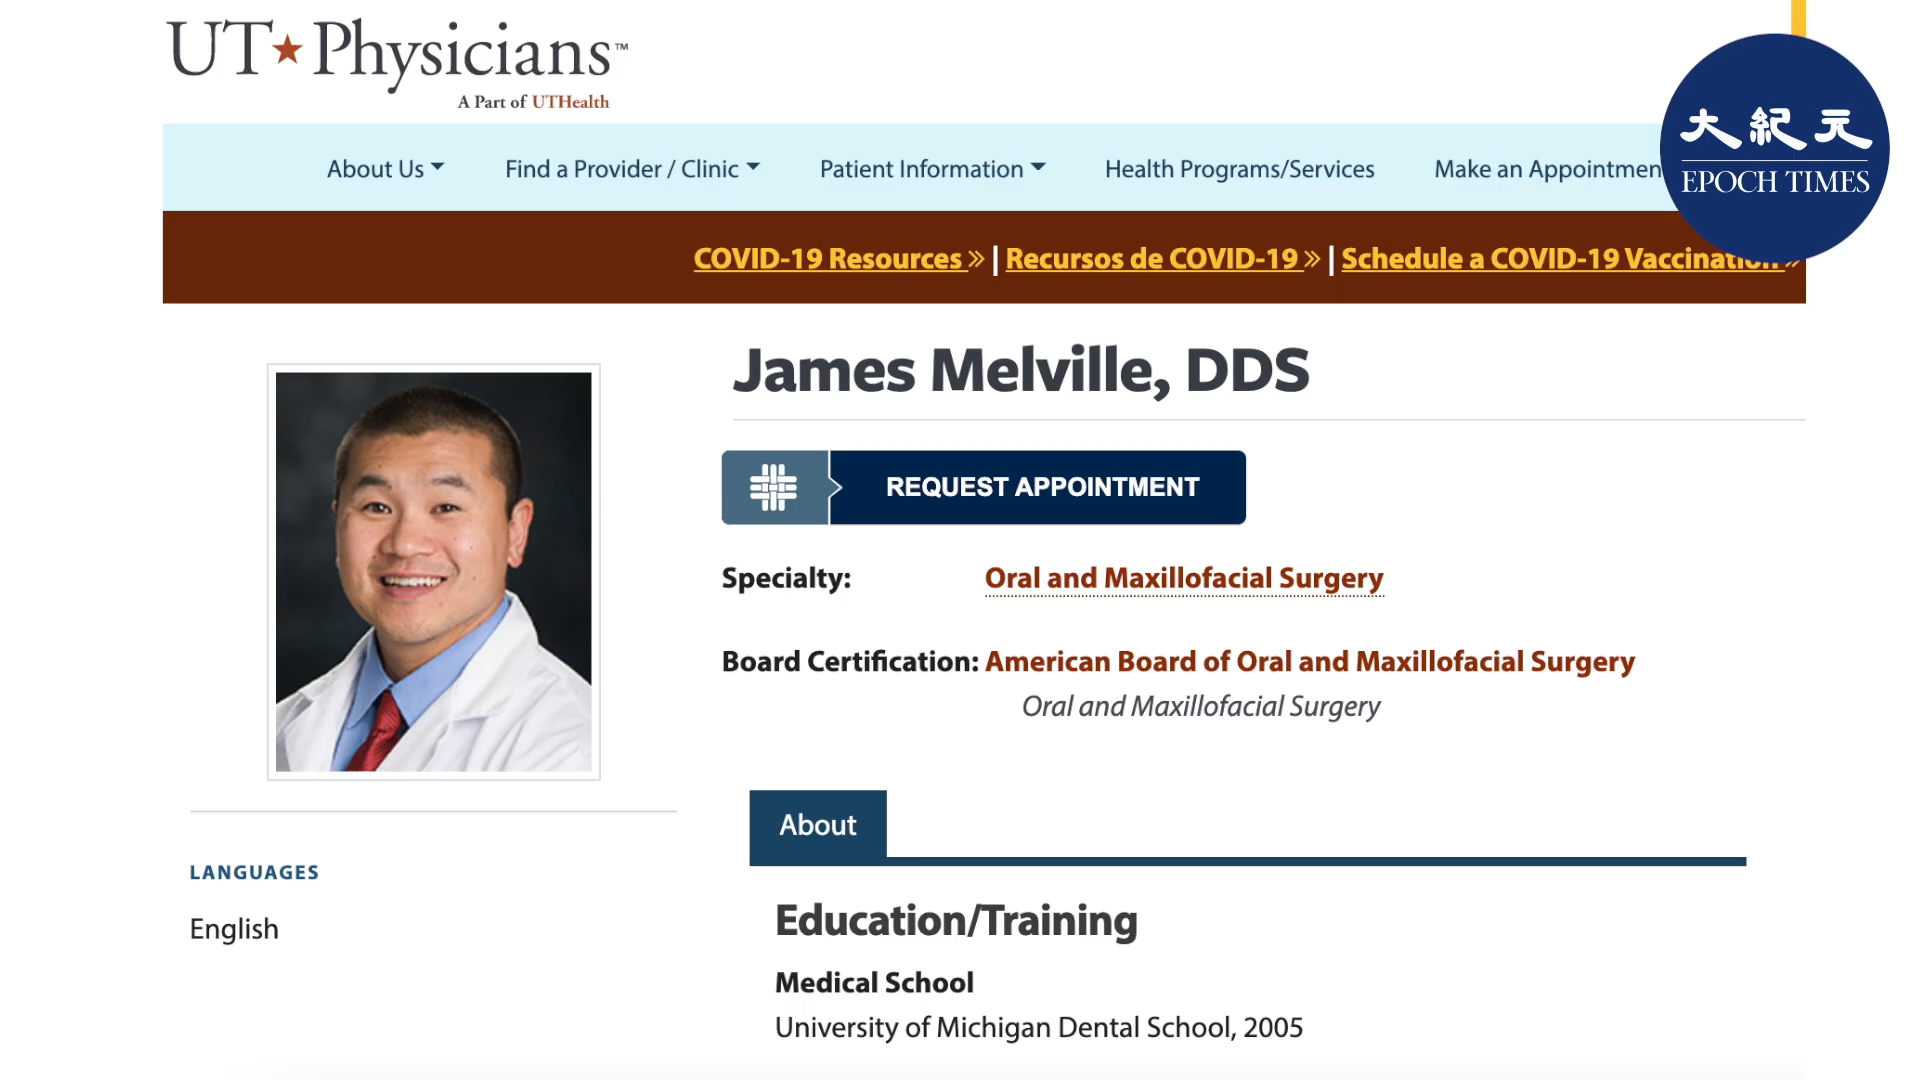 UT★Physicians™
A Part of UTHealth
大紀元
EPOCH TIMES
About Us Find a Provider / Clinic Patient Information Health Programs/Services Make an Appointmen
COVID-19 Resources » | Recursos de COVID-19 » | Schedule a COVID-19 Vaccination »
James Melville, DDS
REQUEST APPOINTMENT
Specialty: Oral and Maxillofacial Surgery
Board Certification: American Board of Oral and Maxillofacial Surgery
Oral and Maxillofacial Surgery
About
LANGUAGES
English
Education/Training
Medical School
University of Michigan Dental School, 2005